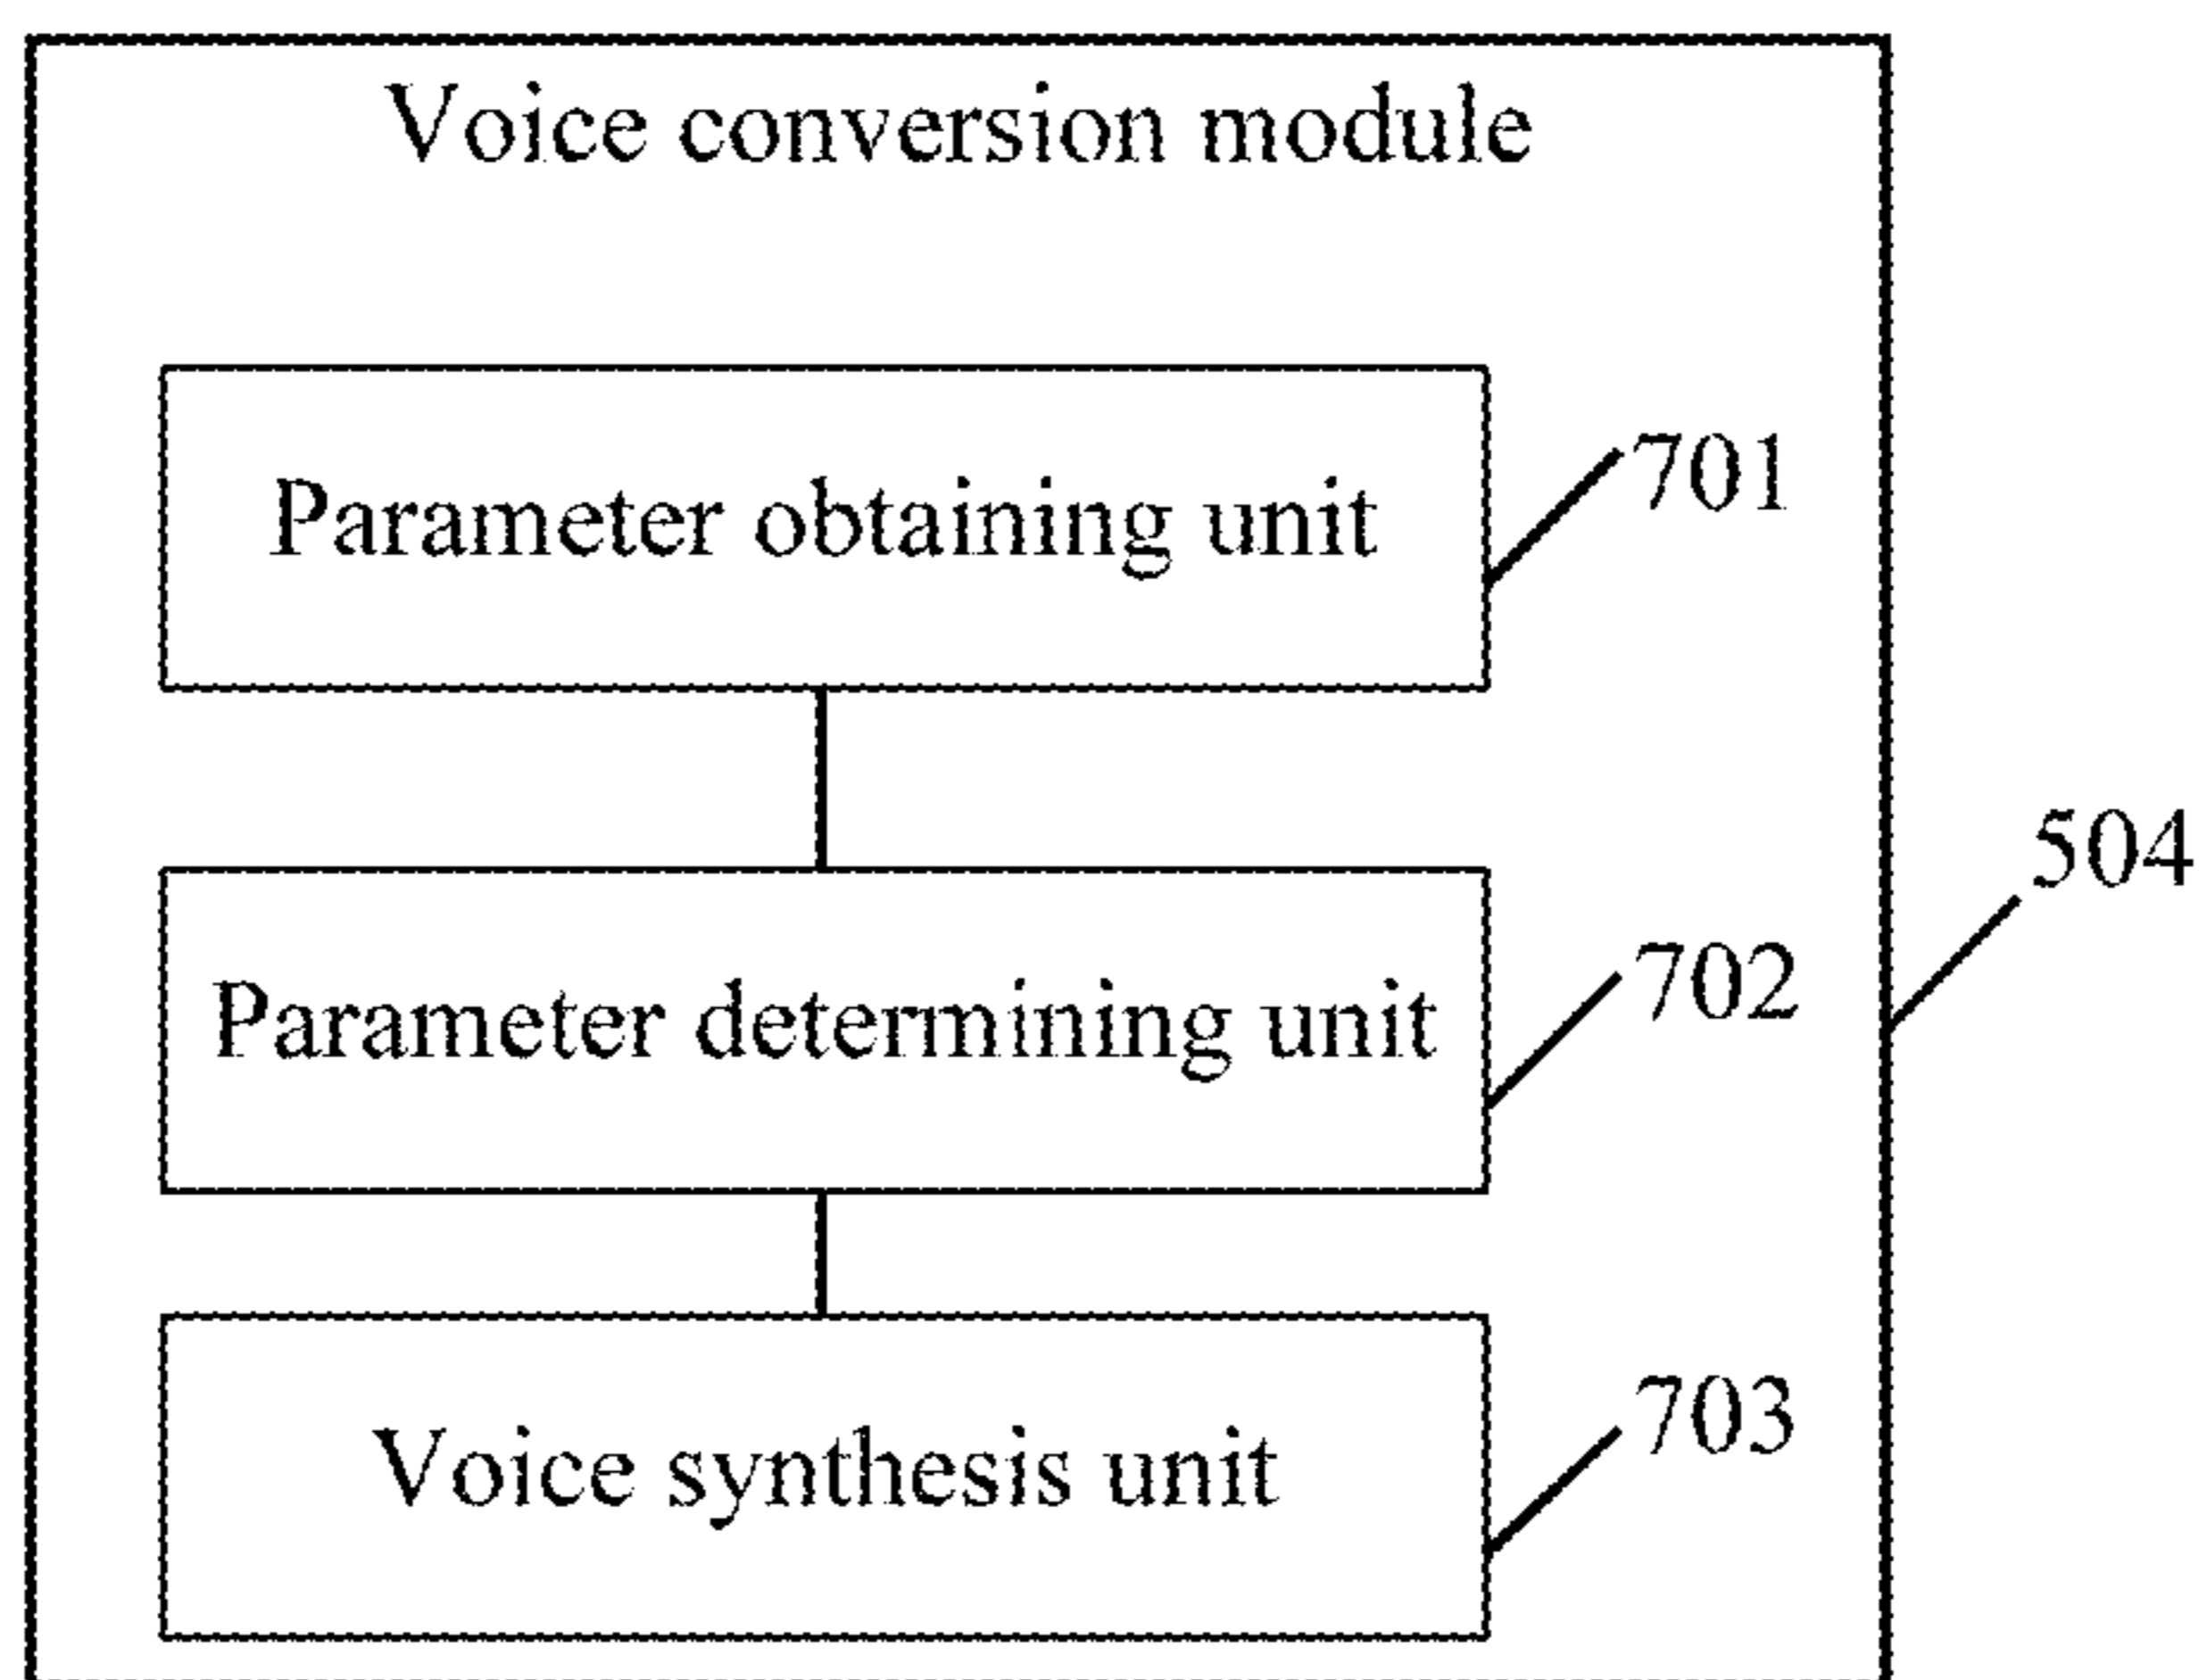 Voice conversion module
Parameter obtaining unit
701
504
Parameter determining unit
702
Voice synthesis unit
703